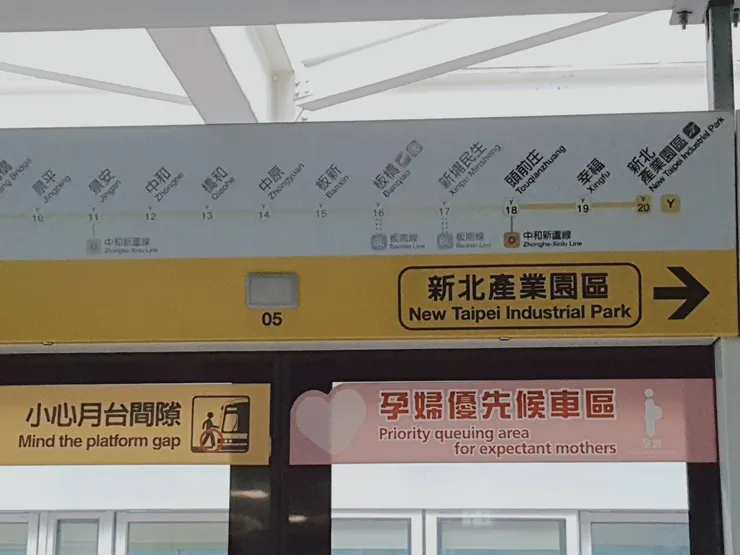 景平
Jingping
10
景安
Jingan
11
中和新蘆線
Zhonghe-Xinlu Line
中和
Zhonghe
12
橋和
Qiaohe
13
中原
Zhongyuan
14
板新
Banxin
15
板橋
Banqiao
16
板南線
Bannan Line
新埔民生
Xinpu Minsheng
17
板南線
Bannan Line
頭前庄
Touqianzhuang
Y
18
O
中和新蘆線
Zhonghe-Xinlu Line
幸福
Xingfu
Y
19
新北
產業園區
New Taipei Industrial Park
Y
20
Y
05
新北產業園區
New Taipei Industrial Park
小心月台間隙
Mind the platform gap
孕婦優先候車區
Priority queuing area
for expectant mothers